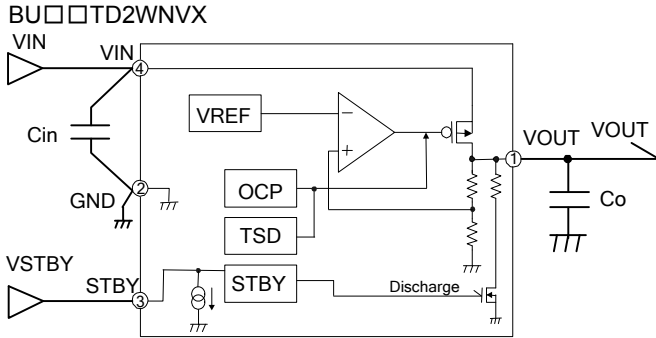 BU□□TD2WNVX
VIN
VIN
4
VREF
−
+
Cin
VOUT
VOUT
1
GND
2
OCP
Co
TSD
VSTBY
STBY
3
STBY
Discharge